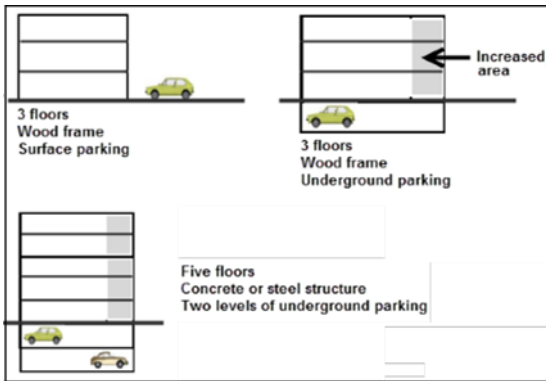 3 floors
Wood frame
Surface parking
Increased
area
3 floors
Wood frame
Underground parking
Five floors
Concrete or steel structure
Two levels of underground parking